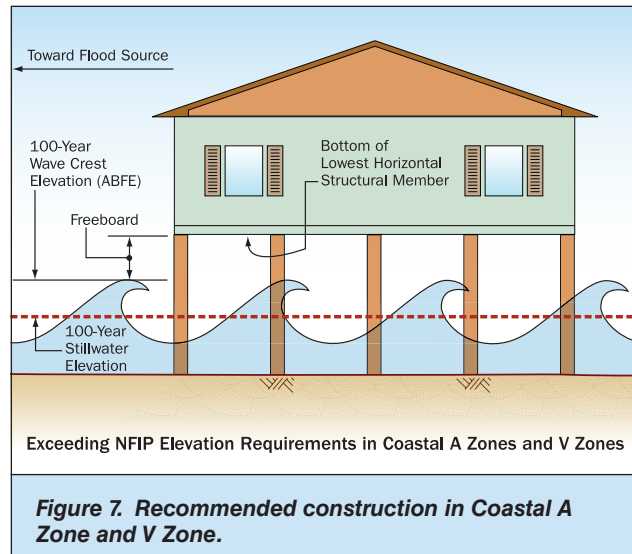 Toward Flood Source
100-Year
Wave Crest
Elevation (ABFE)
Bottom of
Lowest Horizontal
Structural Member
Freeboard
100-Year
Stillwater
Elevation
Exceeding NFIP Elevation Requirements in Coastal A Zones and V Zones
Figure 7. Recommended construction in Coastal A
Zone and V Zone.